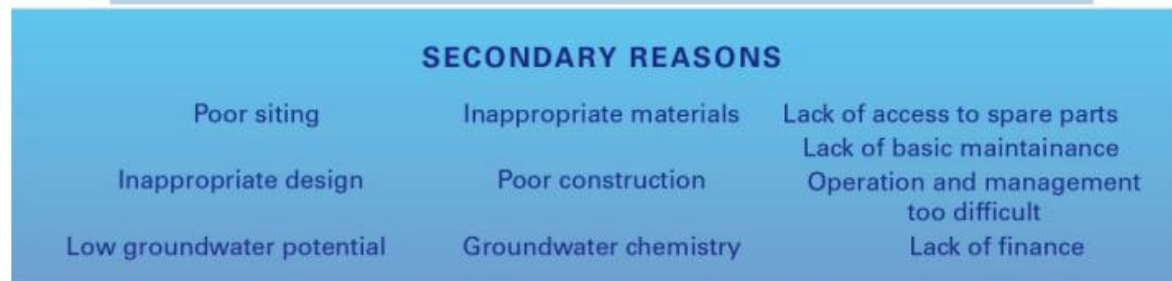 SECONDARY REASONS
Poor siting
Inappropriate materials
Lack of access to spare parts
Lack of basic maintainance
Inappropriate design
Poor construction
Operation and management
too difficult
Low groundwater potential
Groundwater chemistry
Lack of finance